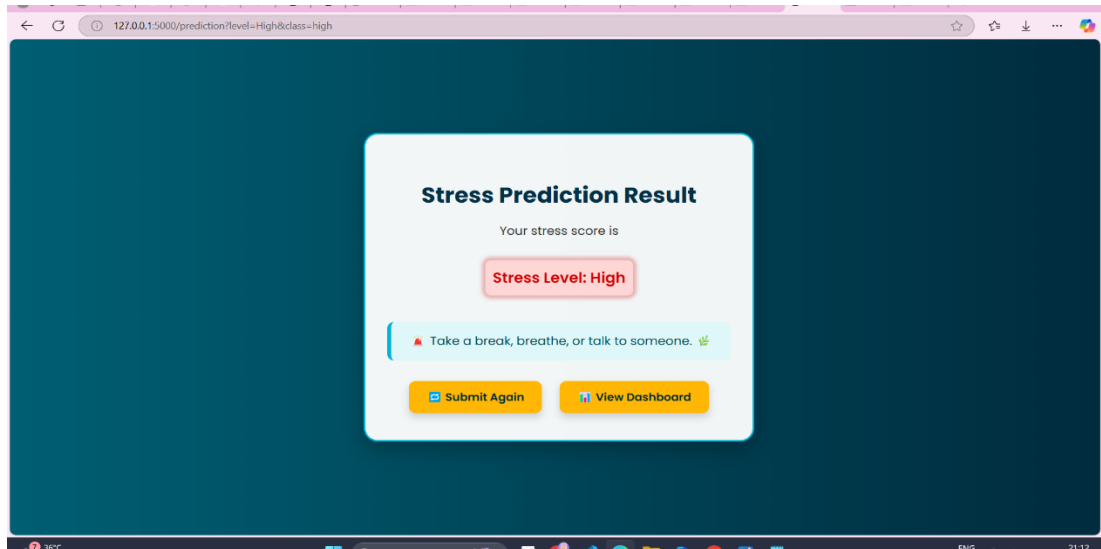 127.0.0.1:5000/prediction?level=High&class=high
Stress Prediction Result
Your stress score is
Stress Level: High
Take a break, breathe, or talk to someone.
Submit Again
View Dashboard
7
36°C
ENG
21:12